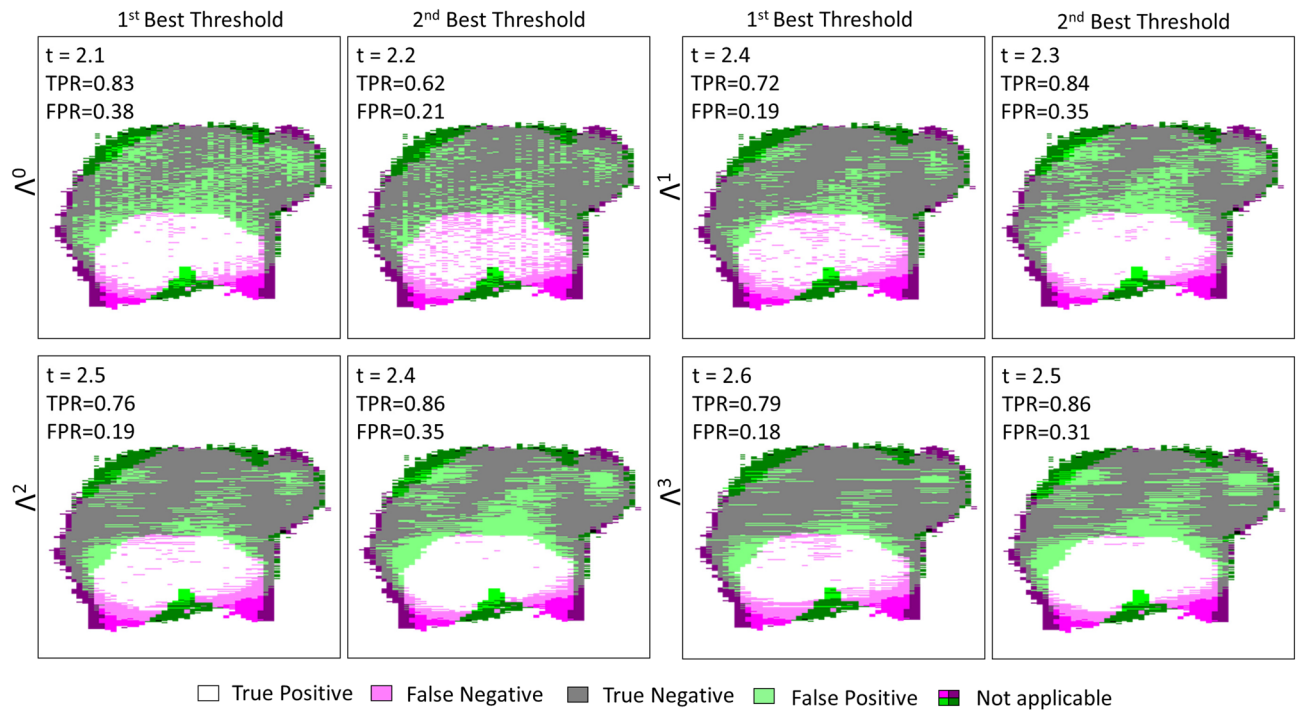 1st Best Threshold
2nd Best Threshold
1st Best Threshold
2nd Best Threshold
Λ0
t = 2.1
TPR=0.83
FPR=0.38
t = 2.2
TPR=0.62
FPR=0.21
Λ1
t = 2.4
TPR=0.72
FPR=0.19
t = 2.3
TPR=0.84
FPR=0.35
Λ2
t = 2.5
TPR=0.76
FPR=0.19
t = 2.4
TPR=0.86
FPR=0.35
Λ3
t = 2.6
TPR=0.79
FPR=0.18
t = 2.5
TPR=0.86
FPR=0.31
True Positive
False Negative
True Negative
False Positive
Not applicable